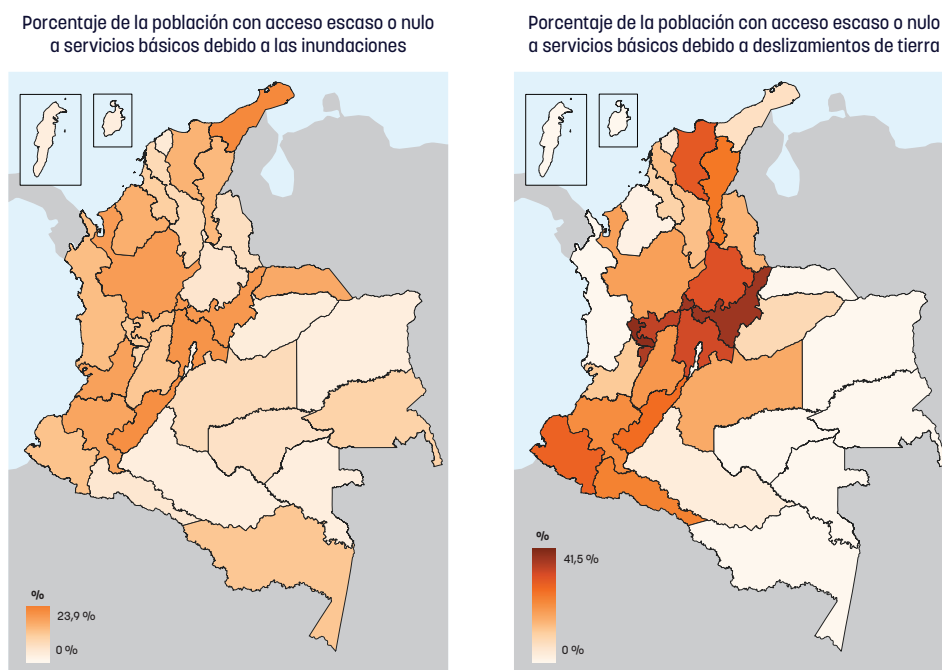 Porcentaje de la población con acceso escaso o nulo
a servicios básicos debido a las inundaciones
%
23,9 %
0 %
Porcentaje de la población con acceso escaso o nulo
a servicios básicos debido a deslizamientos de tierra
%
41,5 %
0 %